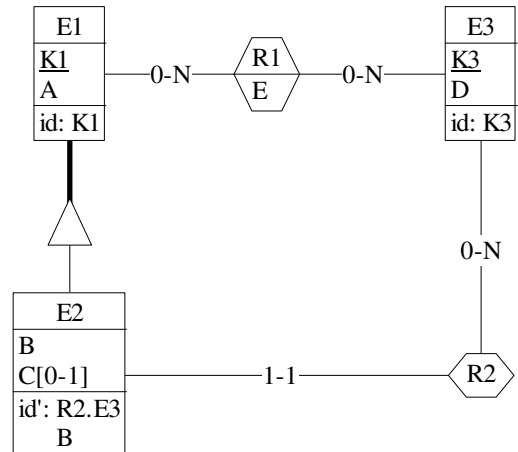 E1
K1
A
id: K1
0-N
R1
E
0-N
E3
K3
D
id: K3
0-N
E2
B
C[0-1]
id': R2.E3
B
1-1
R2